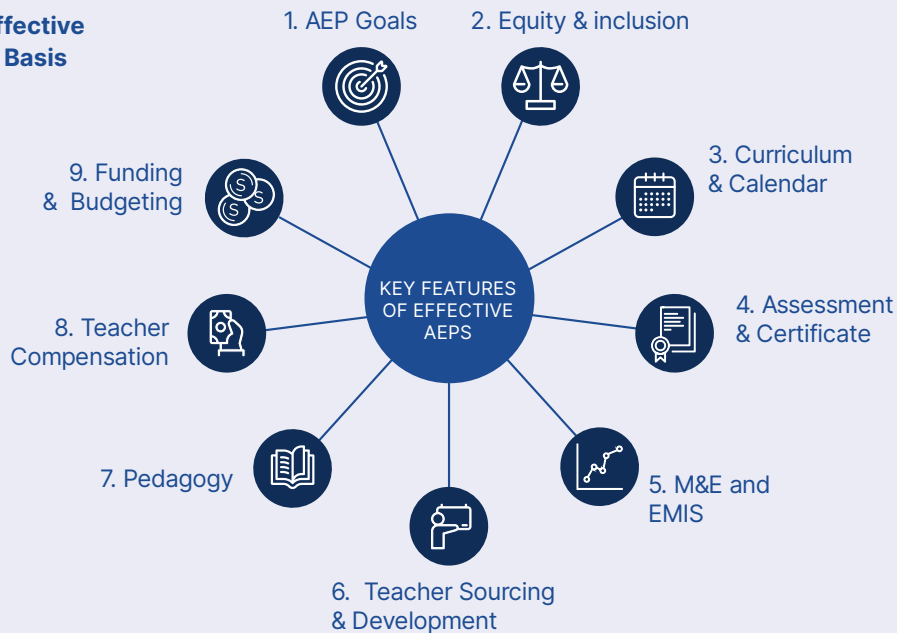 Basis
1. AEP Goals
2. Equity & inclusion
3. Curriculum
& Calendar
4. Assessment
& Certificate
5. M&E and
EMIS
6. Teacher Sourcing
& Development
7. Pedagogy
8. Teacher
Compensation
9. Funding
& Budgeting
KEY FEATURES
OF EFFECTIVE
AEPS